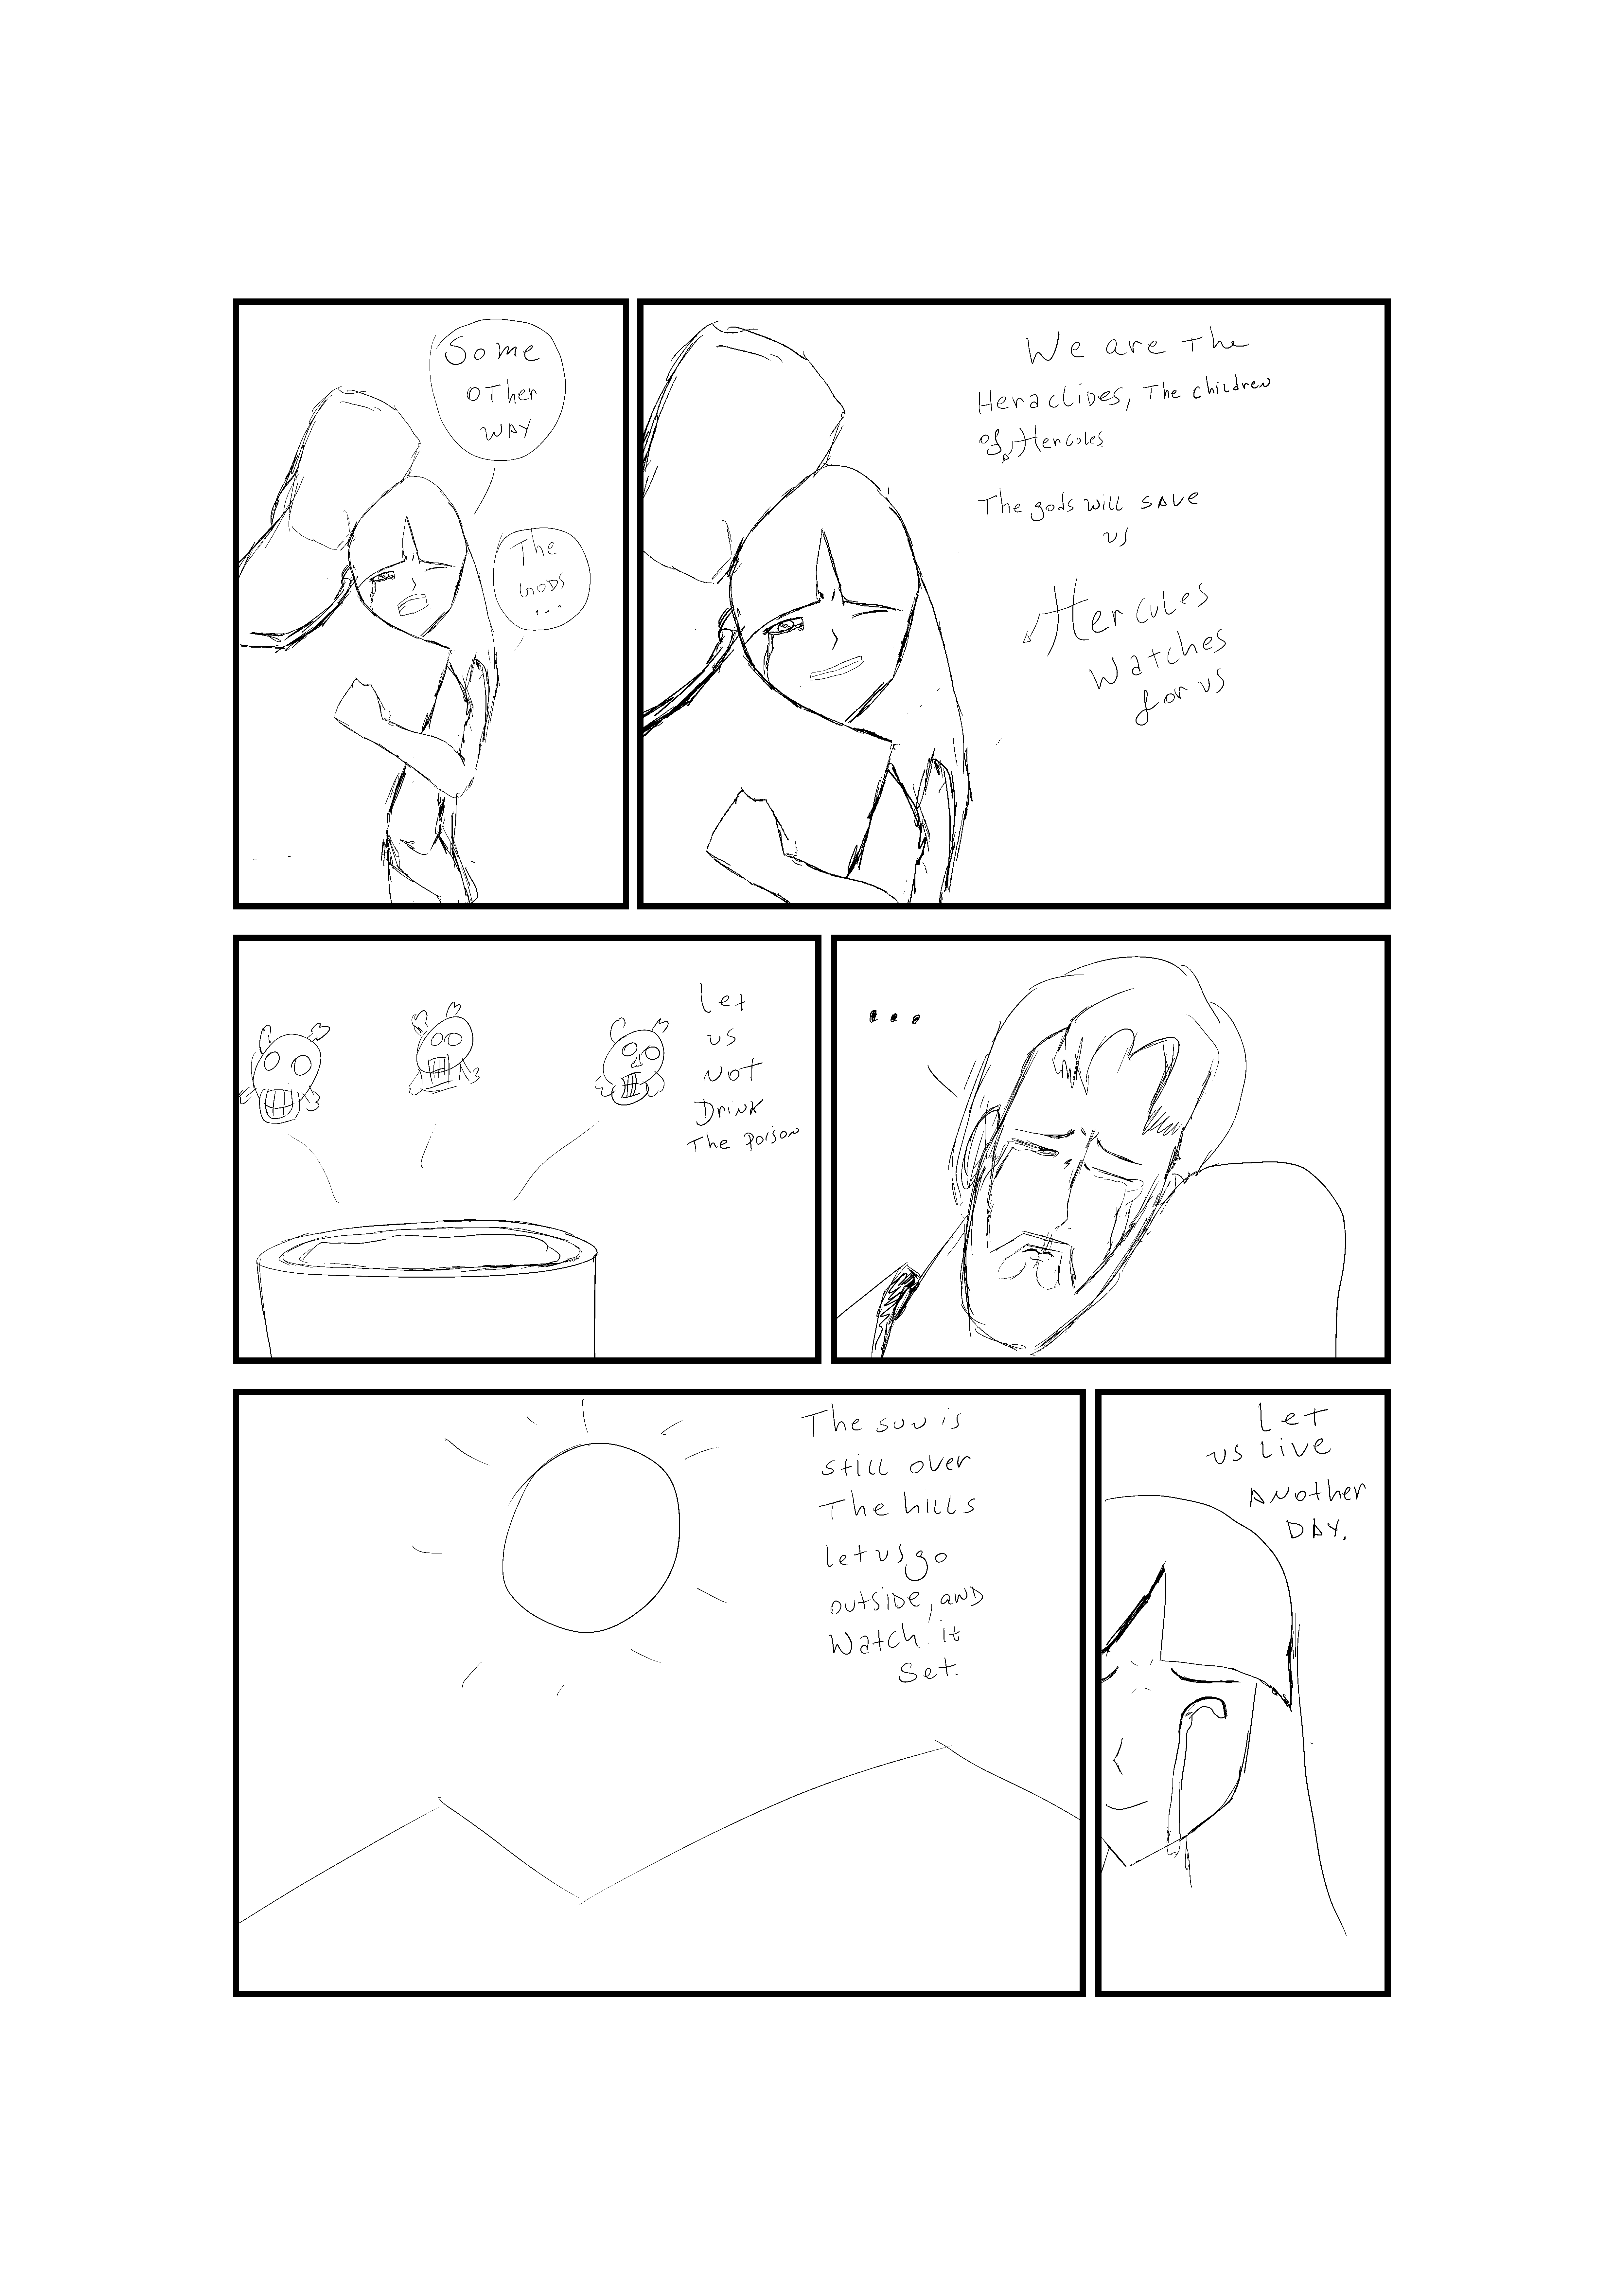 Some
OTher
WAY
The
GODS
...
We are the
HeracliDes, The children
of Hercules
The gods will SAVE
us
Hercules
Watches
for us
Let
us
NOT
Drink
The Poison
...
The sun is
still over
The hills
let us go
outsiDe, anD
Watch it
Set.
Let
us Live
ANother
DAY.